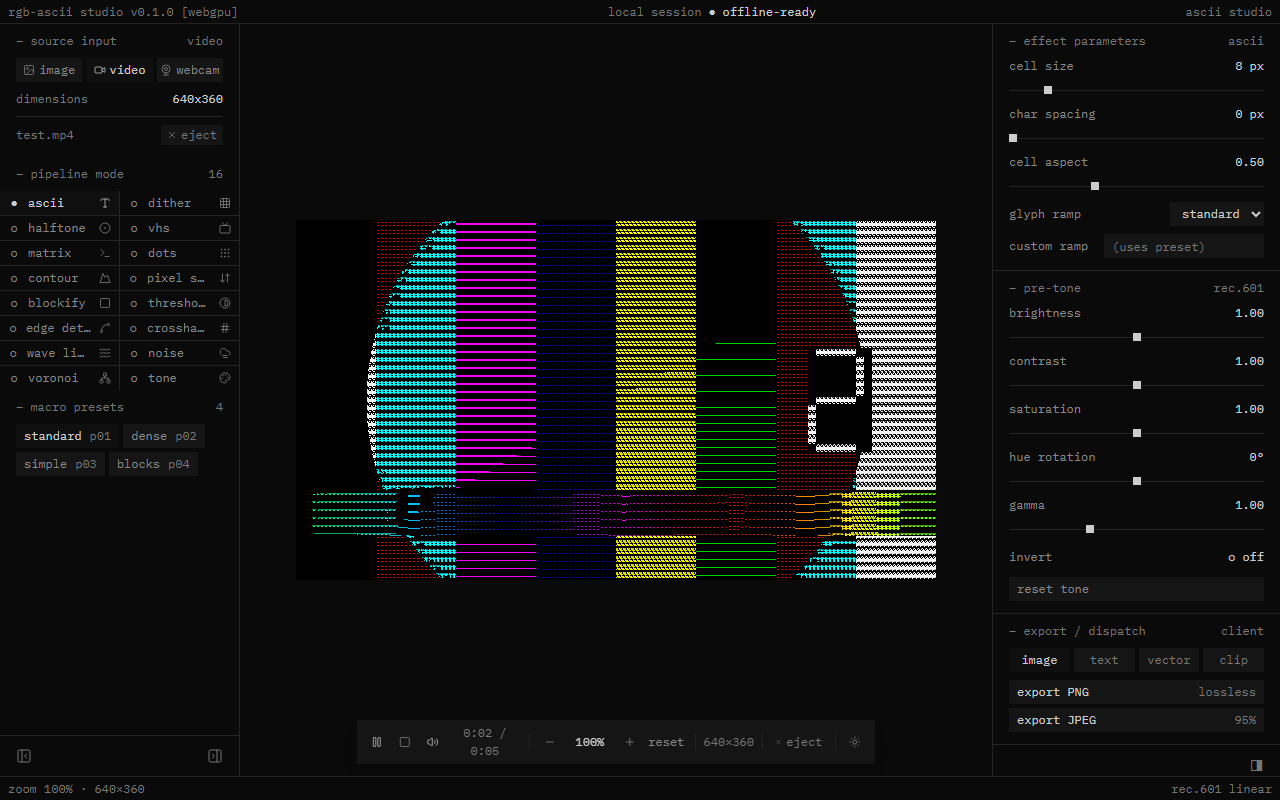 rgb-ascii studio v0.1.0 [webgpu]
local session ● offline-ready
ascii studio
− source input video
image video webcam
dimensions 640x360
test.mp4 × eject
− pipeline mode 16
ascii dither
halftone vhs
matrix dots
contour pixel s…
blockify thresho…
edge det… crossha…
wave li… noise
voronoi tone
− macro presets 4
standard p01 dense p02
simple p03 blocks p04
2
0:02 / 0:05
− 100% + reset 640×360 × eject
− effect parameters ascii
cell size 8 px
char spacing 0 px
cell aspect 0.50
glyph ramp standard
custom ramp (uses preset)
− pre-tone rec.601
brightness 1.00
contrast 1.00
saturation 1.00
hue rotation 0°
gamma 1.00
invert o off
reset tone
− export / dispatch client
image text vector clip
export PNG lossless
export JPEG 95%
zoom 100% · 640×360
rec.601 linear